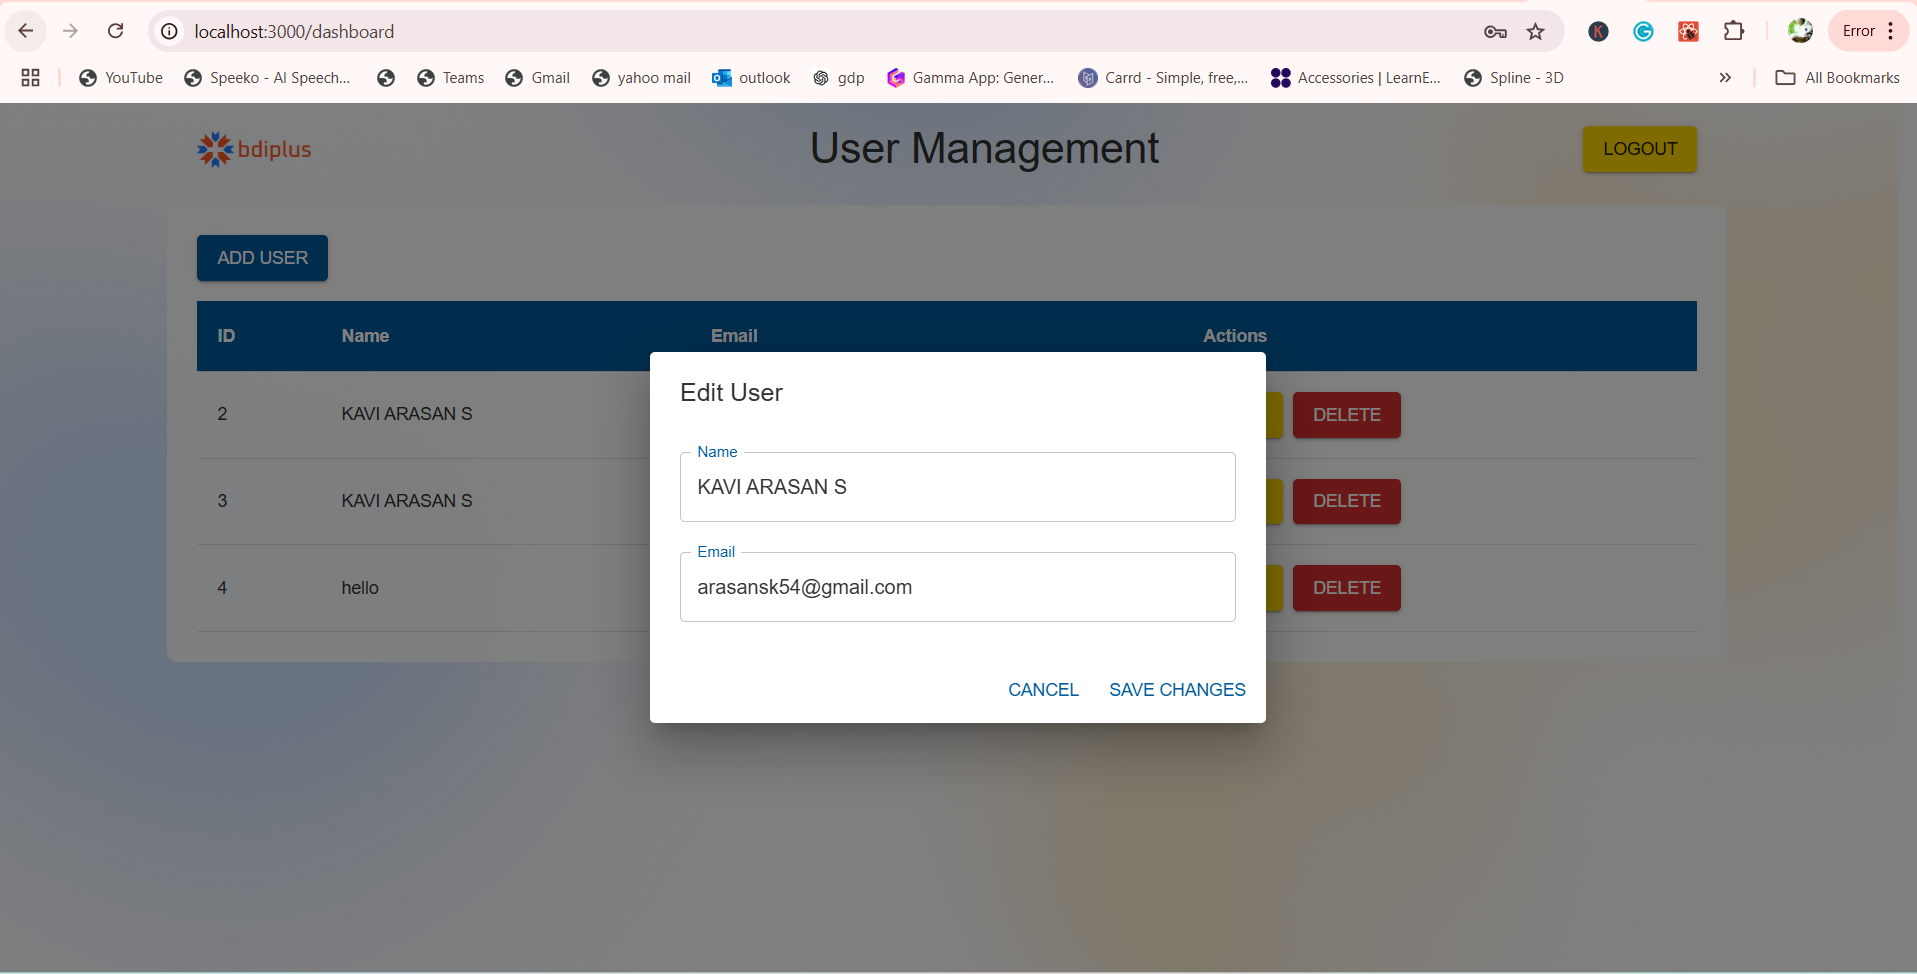 localhost:3000/dashboard Error
YouTube Speeko - AI Speech... Teams Gmail yahoo mail outlook gdp Gamma App: Gener... Carrd - Simple, free,... Accessories | LearnE... Spline - 3D » All Bookmarks
bdiplus User Management LOGOUT
ADD USER
ID Name Email Actions
2 KAVI ARASAN S DELETE
3 KAVI ARASAN S DELETE
4 hello DELETE
Edit User
Name
KAVI ARASAN S
Email
arasansk54@gmail.com
CANCEL SAVE CHANGES